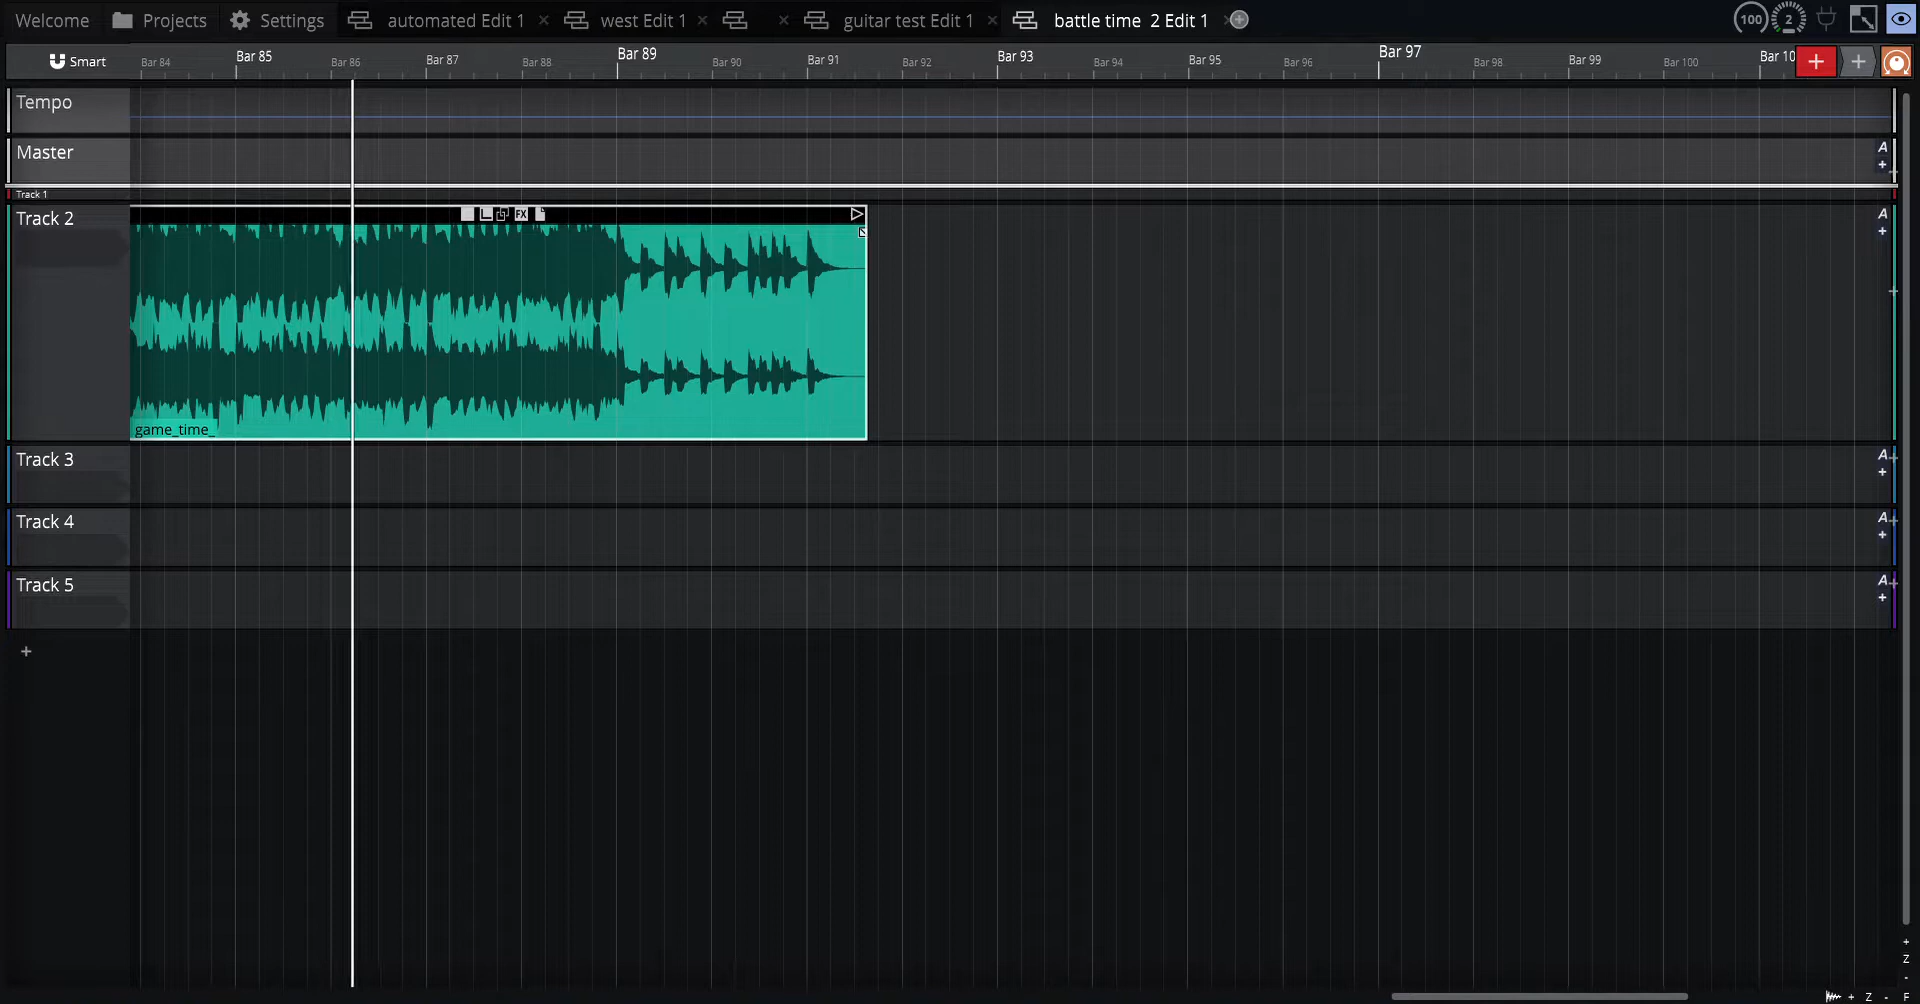 Welcome Projects Settings automated Edit 1 × west Edit 1 × × guitar test Edit 1 × battle time 2 Edit 1 + 100 2
Smart Bar 84 Bar 85 Bar 86 Bar 87 Bar 88 Bar 89 Bar 90 Bar 91 Bar 92 Bar 93 Bar 94 Bar 95 Bar 96 Bar 97 Bar 98 Bar 99 Bar 100 Bar 10 + +
Tempo
Master A
+
Track 1
Track 2 FX A
+
game_time_
Track 3 A
+
Track 4 A
+
Track 5 A
+
+
+
Z
-
+ Z - F